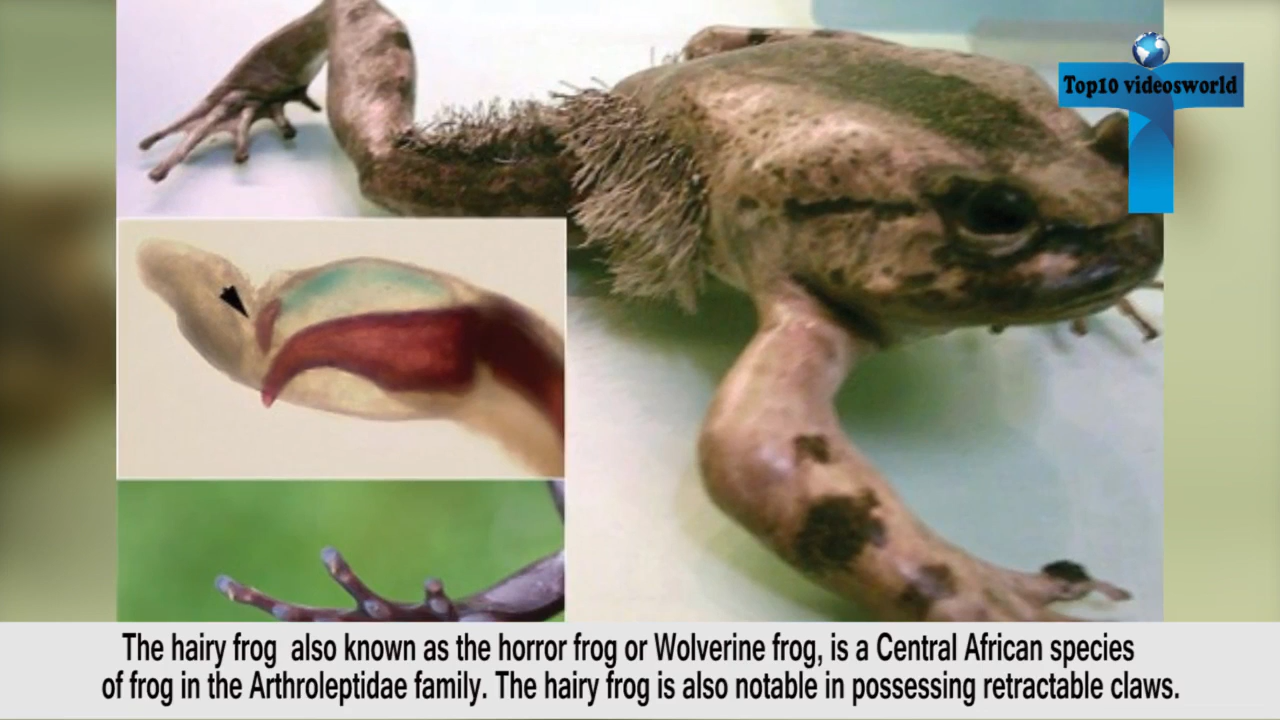 Top10 videosworld
The hairy frog  also known as the horror frog or Wolverine frog, is a Central African species
of frog in the Arthroleptidae family. The hairy frog is also notable in possessing retractable claws.